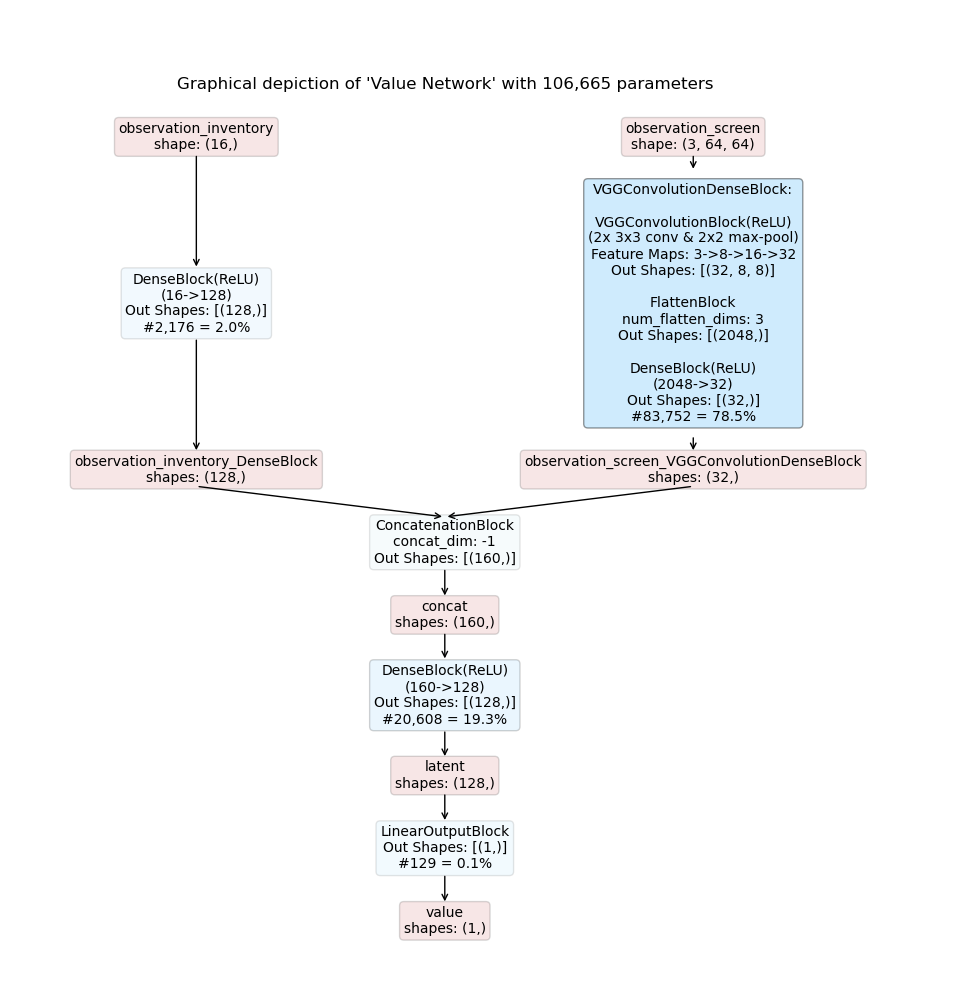 Graphical depiction of 'Value Network' with 106,665 parameters
observation_inventory
shape: (16,)
observation_screen
shape: (3, 64, 64)
DenseBlock(ReLU)
(16->128)
Out Shapes: [(128,)]
#2,176 = 2.0%
VGGConvolutionDenseBlock:
VGGConvolutionBlock(ReLU)
(2x 3x3 conv & 2x2 max-pool)
Feature Maps: 3->8->16->32
Out Shapes: [(32, 8, 8)]
FlattenBlock
num_flatten_dims: 3
Out Shapes: [(2048,)]
DenseBlock(ReLU)
(2048->32)
Out Shapes: [(32,)]
#83,752 = 78.5%
observation_inventory_DenseBlock
shapes: (128,)
observation_screen_VGGConvolutionDenseBlock
shapes: (32,)
ConcatenationBlock
concat_dim: -1
Out Shapes: [(160,)]
concat
shapes: (160,)
DenseBlock(ReLU)
(160->128)
Out Shapes: [(128,)]
#20,608 = 19.3%
latent
shapes: (128,)
LinearOutputBlock
Out Shapes: [(1,)]
#129 = 0.1%
value
shapes: (1,)